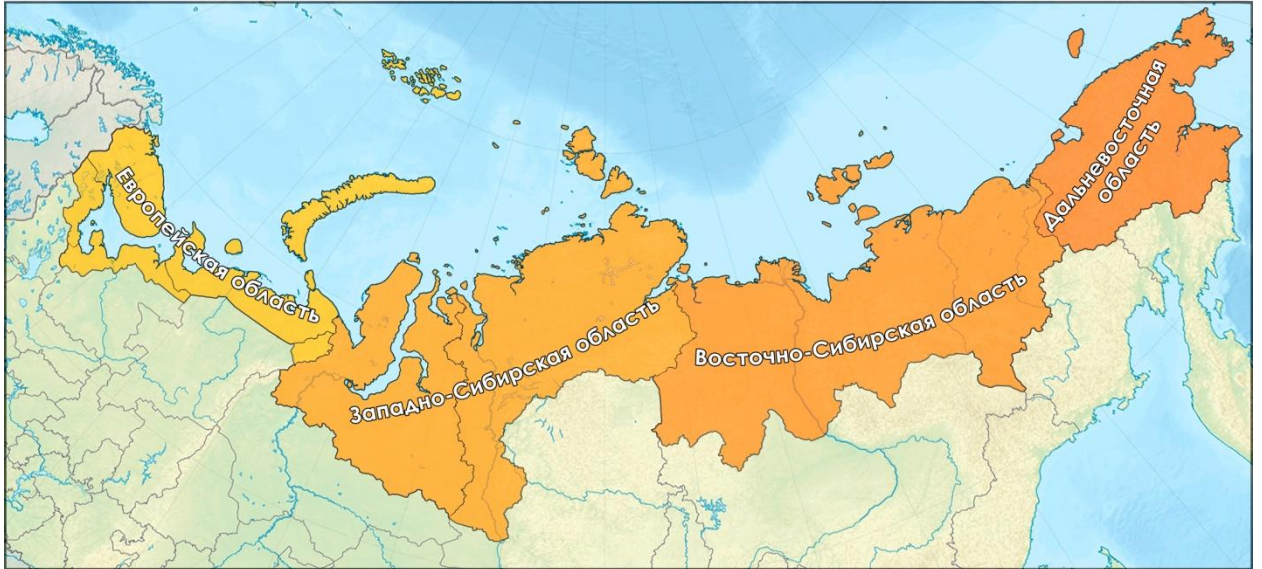 Европейская область
Западно-Сибирская область
Восточно-Сибирская область
Дальневосточная
область